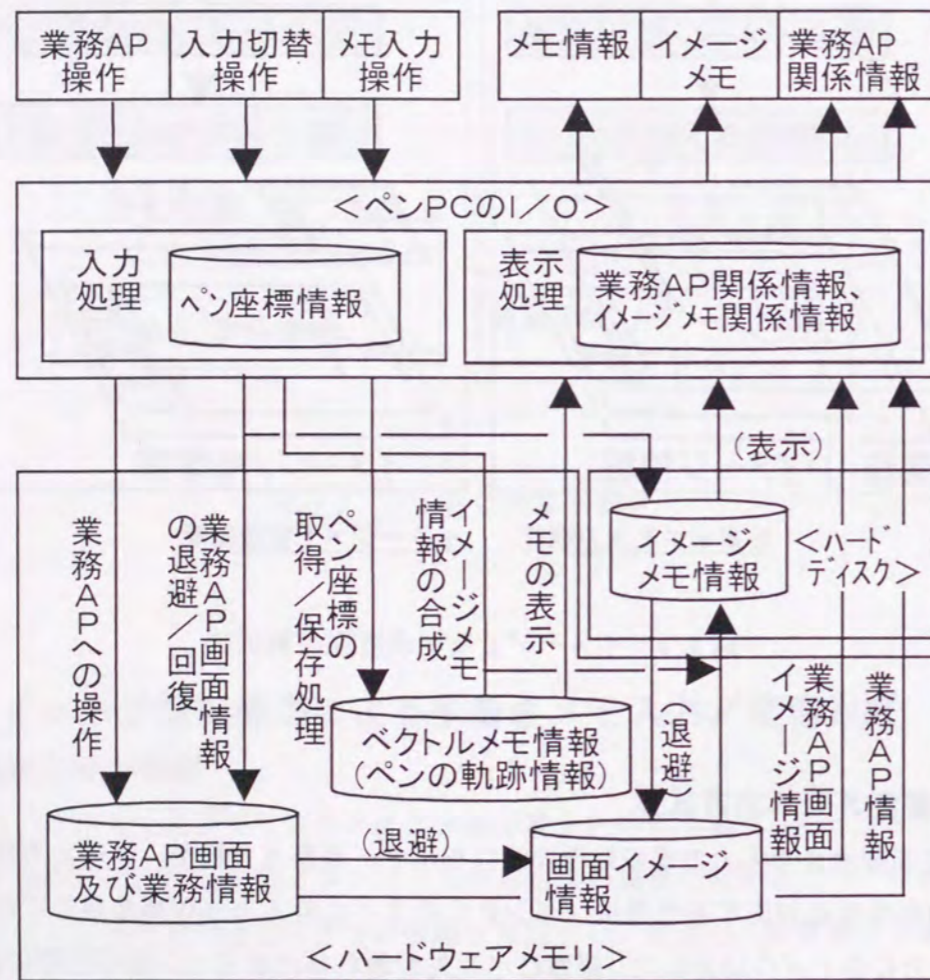 業務AP
操作
入力切替
操作
メモ入力
操作
メモ情報
イメージ
メモ
業務AP
関係情報
＜ペンPCのI／O＞
入力
処理
ペン座標情報
表示
処理
業務AP関係情報、
イメージメモ関係情報
業務APへの操作
業務AP画面情報
の退避／回復
ペン座標の
取得／保存処理
イメージメモ
情報の合成
メモの表示
（表示）
イメージ
メモ情報
＜ハード
ディスク＞
ベクトルメモ情報
（ペンの軌跡情報）
退避
業務AP画面
イメージ情報
業務AP情報
業務AP画面
及び業務情報
（退避）
画面イメージ
情報
＜ハードウェアメモリ＞